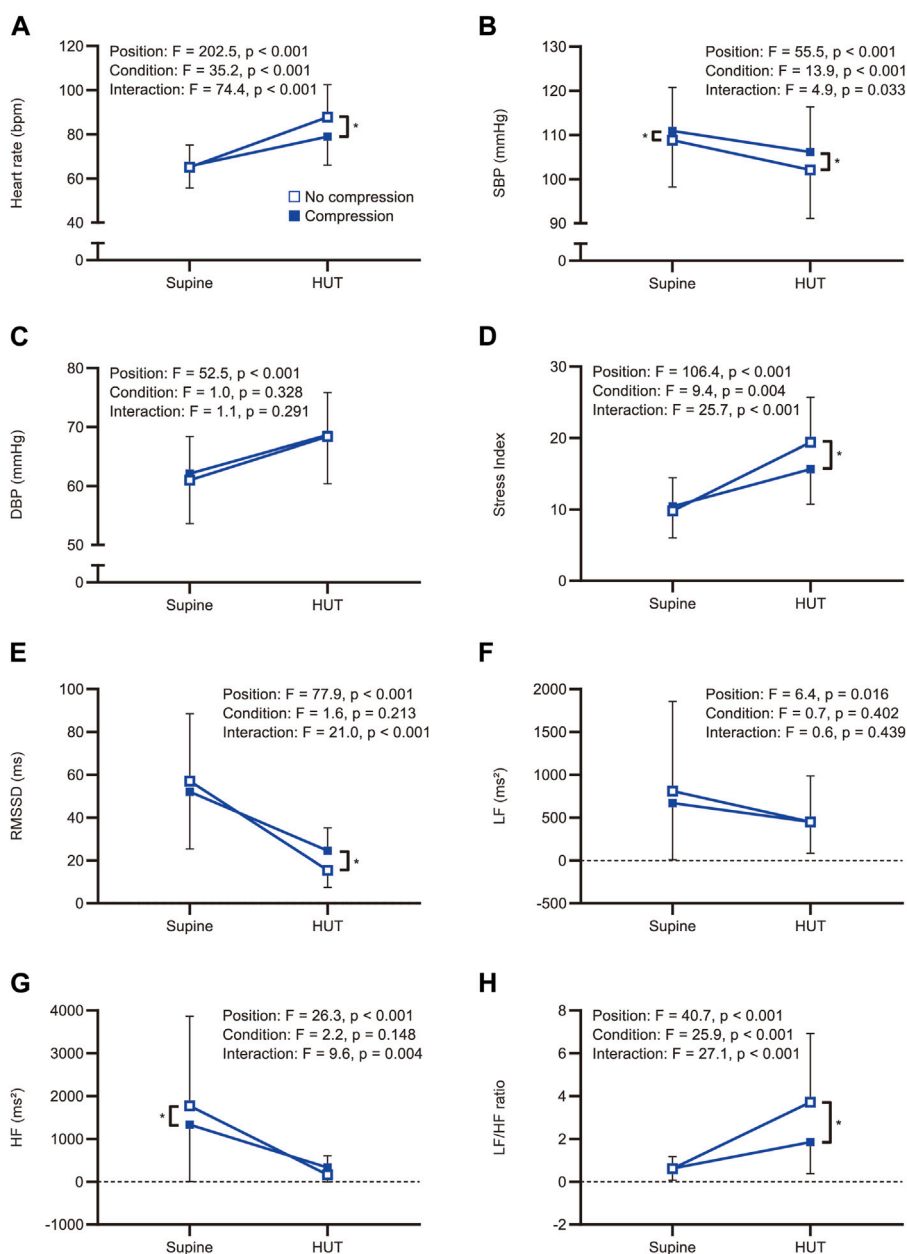 A
Heart rate (bpm)
120
100
80
60
40
0
Position: F = 202.5, p < 0.001
Condition: F = 35.2, p < 0.001
Interaction: F = 74.4, p < 0.001
*
No compression
Compression
Supine
HUT
B
SBP (mmHg)
130
120
110
100
90
0
Position: F = 55.5, p < 0.001
Condition: F = 13.9, p < 0.001
Interaction: F = 4.9, p = 0.033
*
*
Supine
HUT
C
DBP (mmHg)
80
70
60
50
0
Position: F = 52.5, p < 0.001
Condition: F = 1.0, p = 0.328
Interaction: F = 1.1, p = 0.291
Supine
HUT
D
Stress Index
30
20
10
0
Position: F = 106.4, p < 0.001
Condition: F = 9.4, p = 0.004
Interaction: F = 25.7, p < 0.001
*
Supine
HUT
E
RMSSD (ms)
100
80
60
40
20
0
Position: F = 77.9, p < 0.001
Condition: F = 1.6, p = 0.213
Interaction: F = 21.0, p < 0.001
*
Supine
HUT
F
LF (ms²)
2000
1500
1000
500
0
-500
Position: F = 6.4, p = 0.016
Condition: F = 0.7, p = 0.402
Interaction: F = 0.6, p = 0.439
Supine
HUT
G
HF (ms²)
4000
3000
2000
1000
0
-1000
Position: F = 26.3, p < 0.001
Condition: F = 2.2, p = 0.148
Interaction: F = 9.6, p = 0.004
*
Supine
HUT
H
LF/HF ratio
8
6
4
2
0
-2
Position: F = 40.7, p < 0.001
Condition: F = 25.9, p < 0.001
Interaction: F = 27.1, p < 0.001
*
Supine
HUT